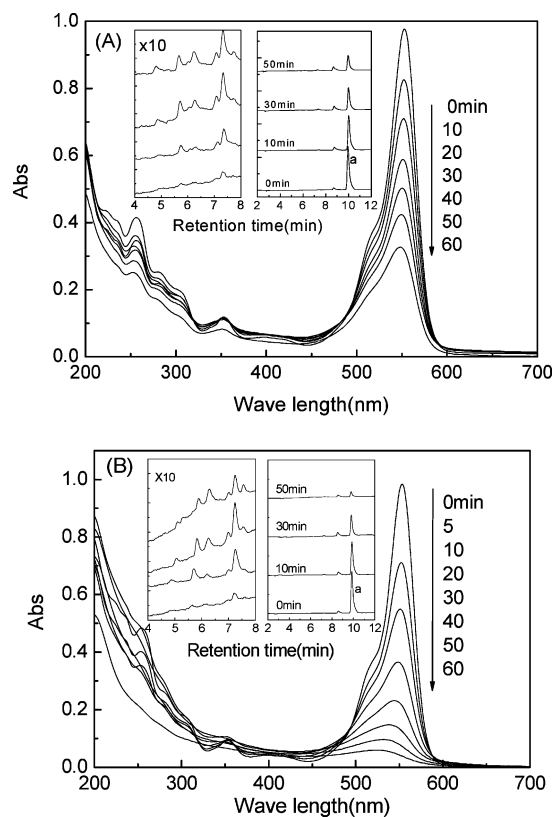 (A)
x10
50min
30min
10min
a
0min
4 5 6 7 8
2 4 6 8 10 12
Retention time(min)
0min
10
20
30
40
50
60
1.0
0.8
0.6
0.4
0.2
0.0
Abs
200 300 400 500 600 700
Wave length(nm)
(B)
X10
50min
30min
10min
a
0min
4 5 6 7 8
2 4 6 8 10 12
Retention time(min)
0min
5
10
20
30
40
50
60
1.0
0.8
0.6
0.4
0.2
0.0
Abs
200 300 400 500 600 700
Wave length(nm)